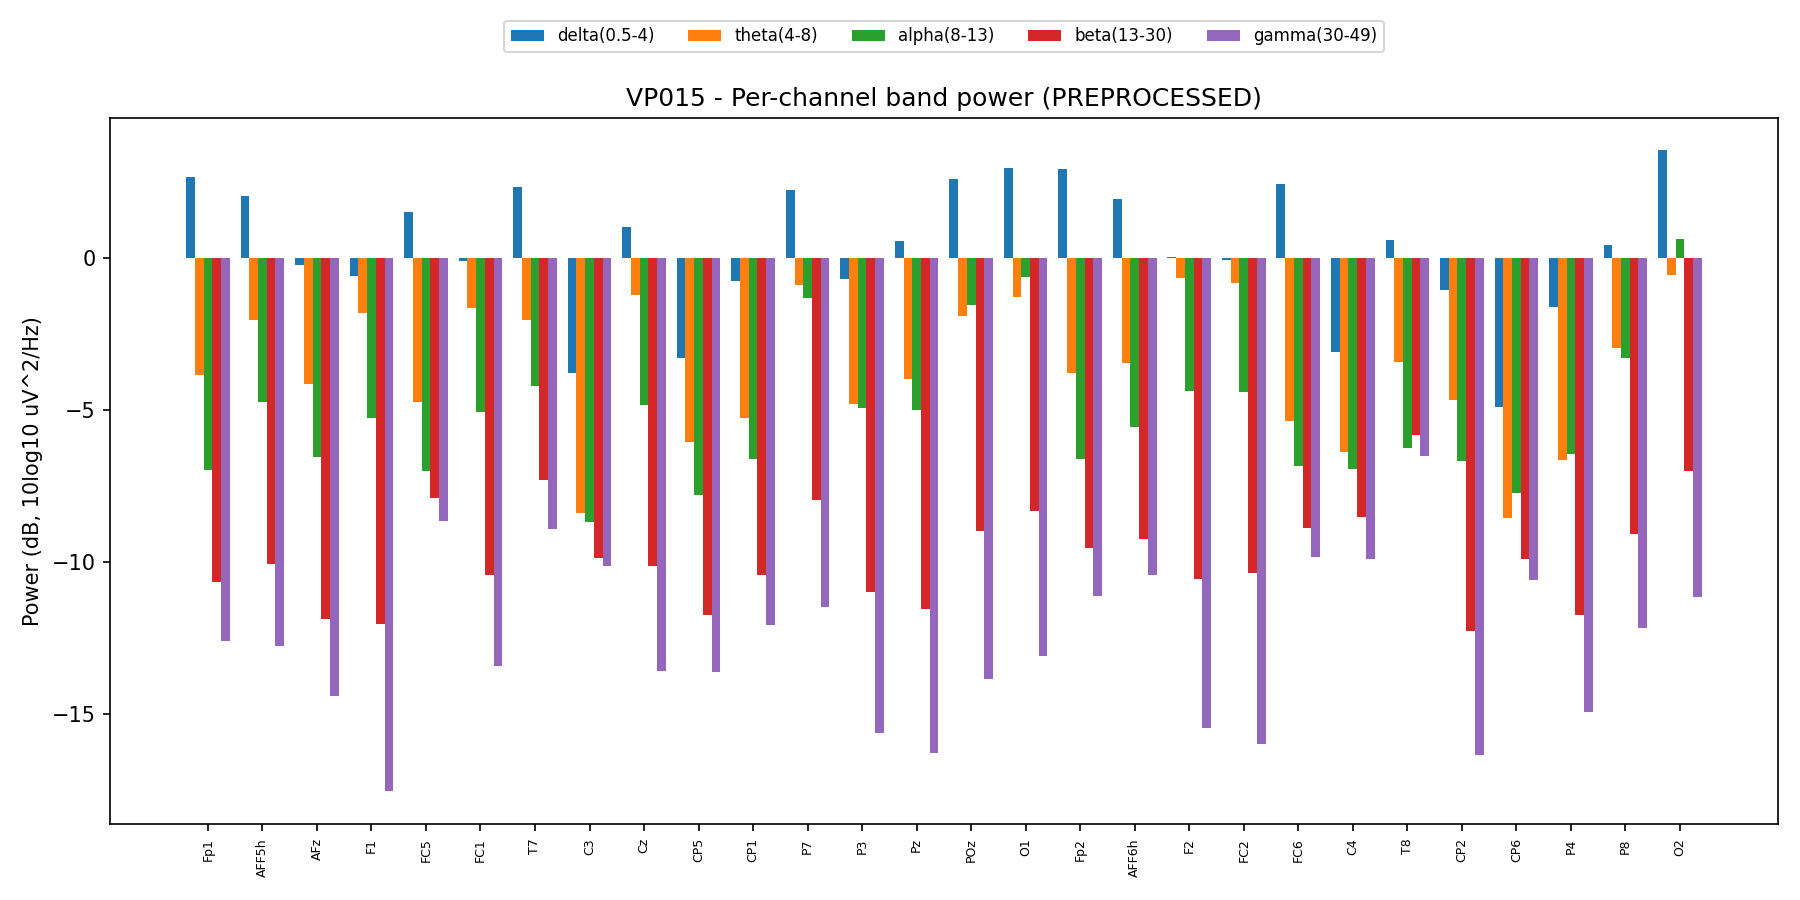 delta(0.5-4) theta(4-8) alpha(8-13) beta(13-30) gamma(30-49)
VP015 - Per-channel band power (PREPROCESSED)
Power (dB, 10log10 uV^2/Hz)
0
−5
−10
−15
Fp1 AFF5h AFz F1 FC5 FC1 T7 C3 Cz CP5 CP1 P7 P3 Pz POz O1 Fp2 AFF6h F2 FC2 FC6 C4 T8 CP2 CP6 P4 P8 O2